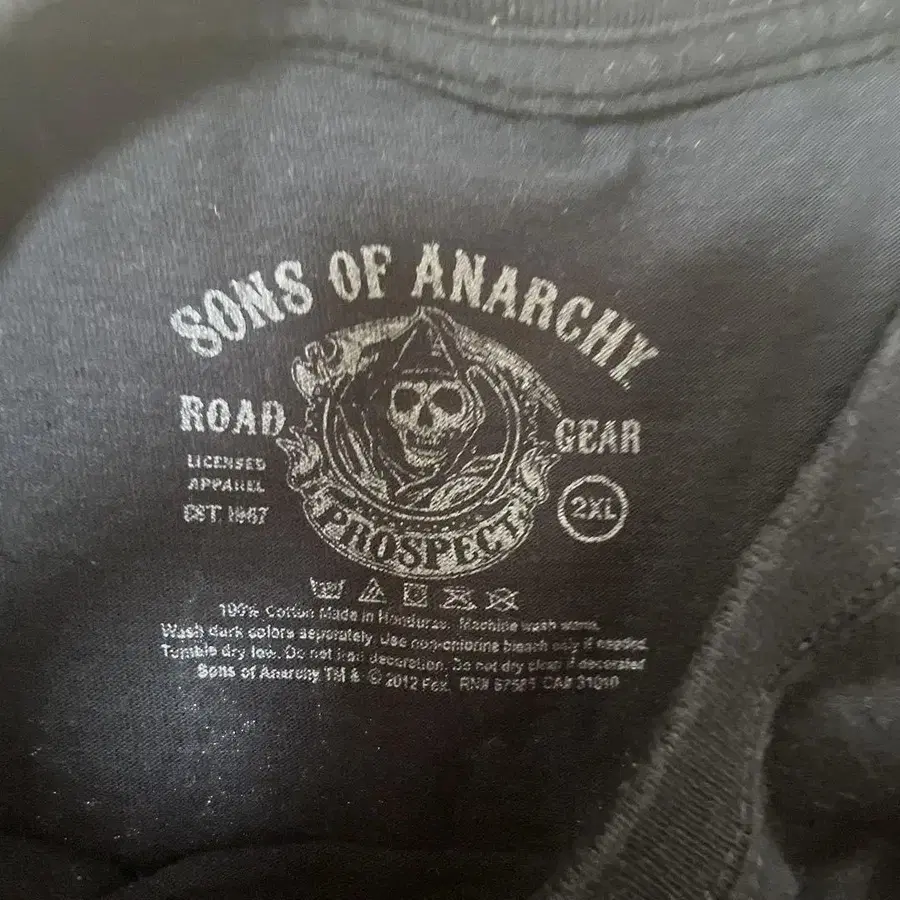 SONS OF ANARCHY
ROAD
GEAR
LICENSED
APPAREL
EST. 1967
2XL
PROSPECT
100% Cotton Made in Honduras. Machine wash warm.
Wash dark colors separately. Use non-chlorine bleach only if needed.
Tumble dry low. Do not iron decoration. Do not dry clean if decorated
Sons of Anarchy TM & © 2012 Fox. RN# CA# 31010